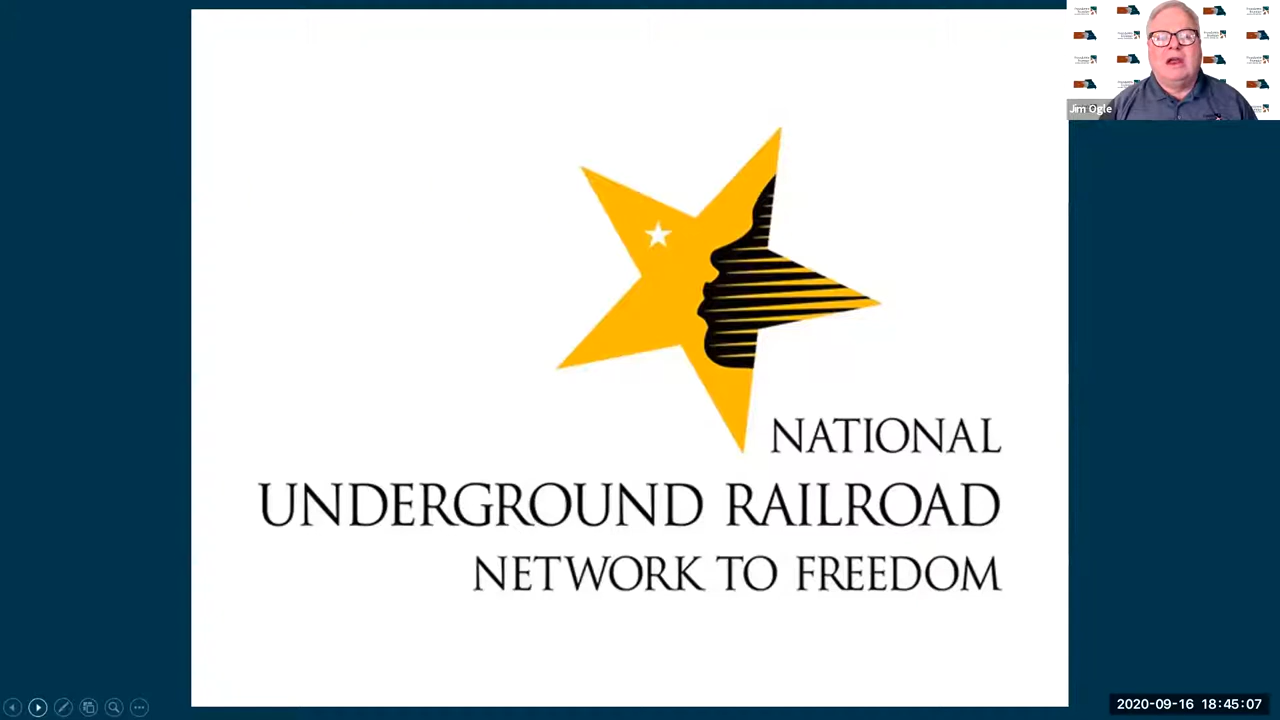 Jim Ogle
NATIONAL
UNDERGROUND RAILROAD
NETWORK TO FREEDOM
2020-09-16 18:45:07